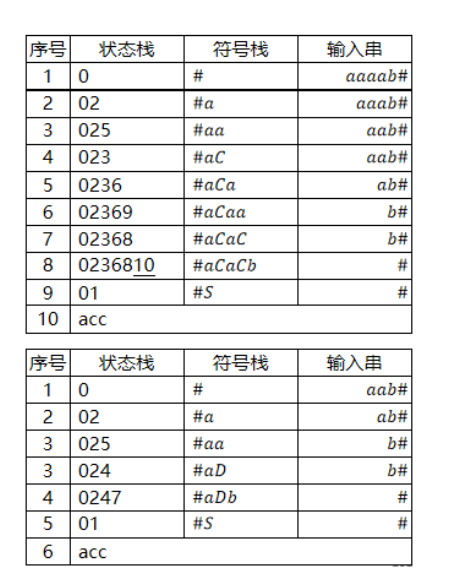 序号 状态栈 符号栈 输入串
1 0 # aaaab#
2 02 #a aaab#
3 025 #aa aab#
4 023 #aC aab#
5 0236 #aCa ab#
6 02369 #aCaa b#
7 02368 #aCaC b#
8 0236810 #aCaCb #
9 01 #S #
10 acc
序号 状态栈 符号栈 输入串
1 0 # aab#
2 02 #a ab#
3 025 #aa b#
3 024 #aD b#
4 0247 #aDb #
5 01 #S #
6 acc